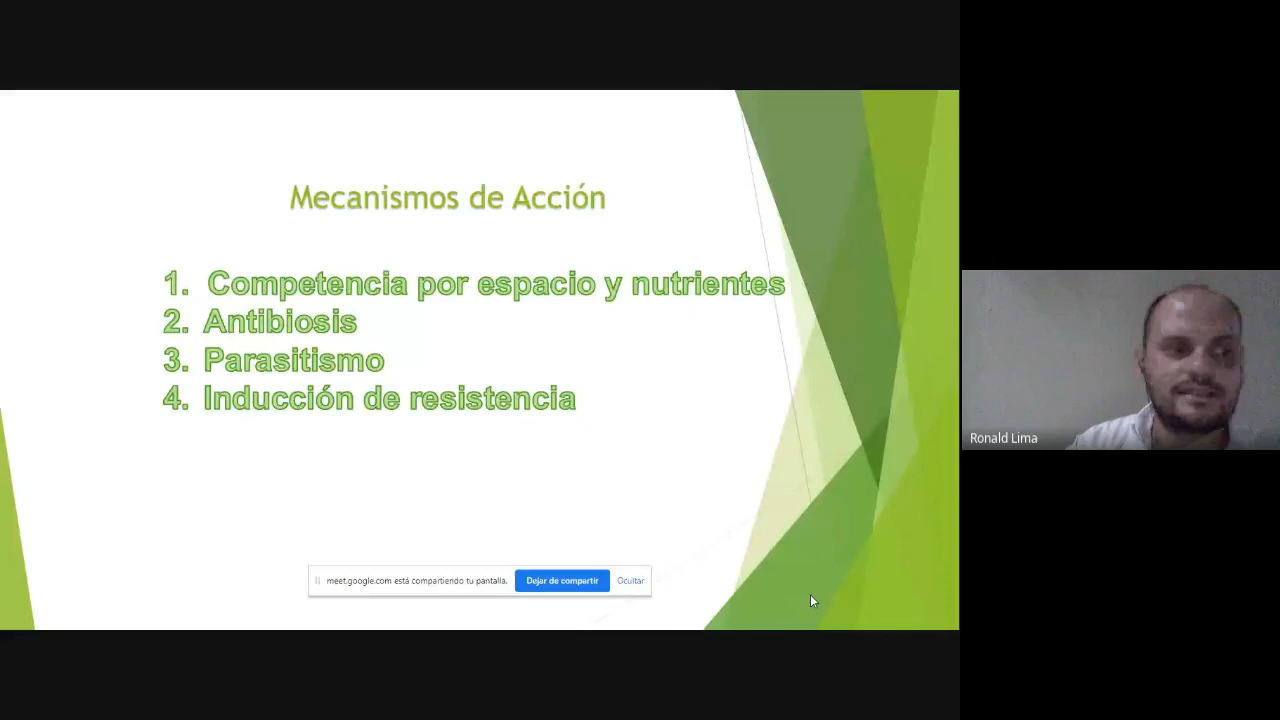 Mecanismos de Acción
1. Competencia por espacio y nutrientes
2. Antibiosis
3. Parasitismo
4. Inducción de resistencia
Ronald Lima
meet.google.com está compartiendo tu pantalla. Dejar de compartir Ocultar